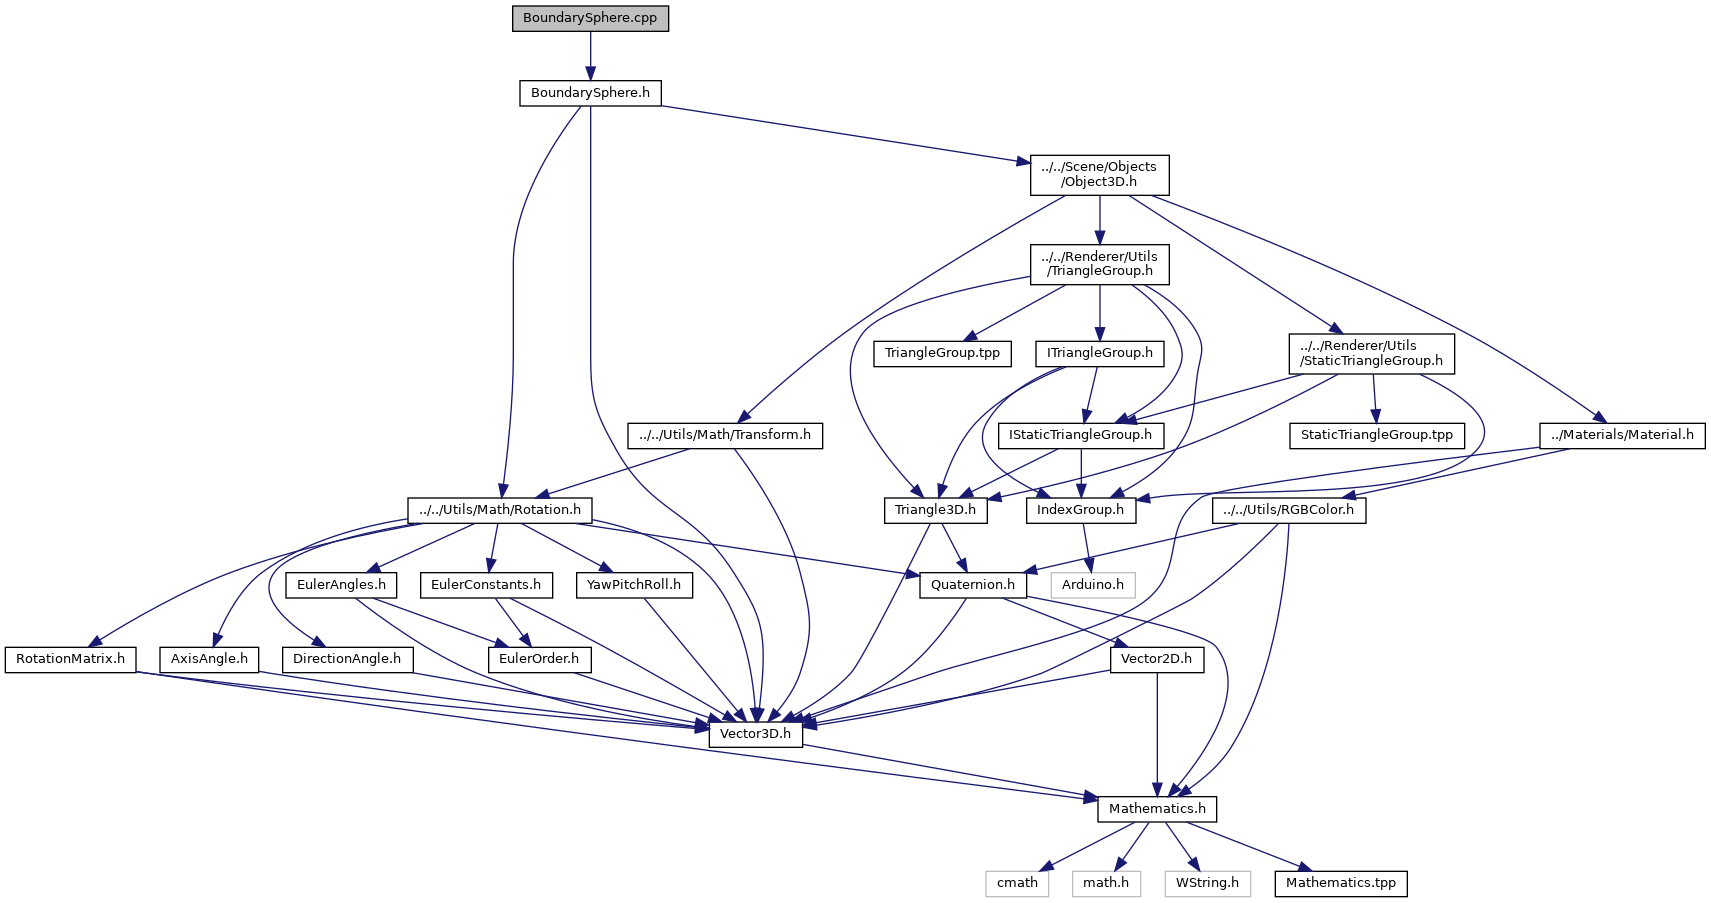 BoundarySphere.cpp
BoundarySphere.h
../../Scene/Objects
/Object3D.h
../../Renderer/Utils
/TriangleGroup.h
TriangleGroup.tpp
ITriangleGroup.h
../../Renderer/Utils
/StaticTriangleGroup.h
../../Utils/Math/Transform.h
IStaticTriangleGroup.h
StaticTriangleGroup.tpp
../Materials/Material.h
../../Utils/Math/Rotation.h
Triangle3D.h
IndexGroup.h
../../Utils/RGBColor.h
EulerAngles.h
EulerConstants.h
YawPitchRoll.h
Quaternion.h
Arduino.h
RotationMatrix.h
AxisAngle.h
DirectionAngle.h
EulerOrder.h
Vector2D.h
Vector3D.h
Mathematics.h
cmath
math.h
WString.h
Mathematics.tpp